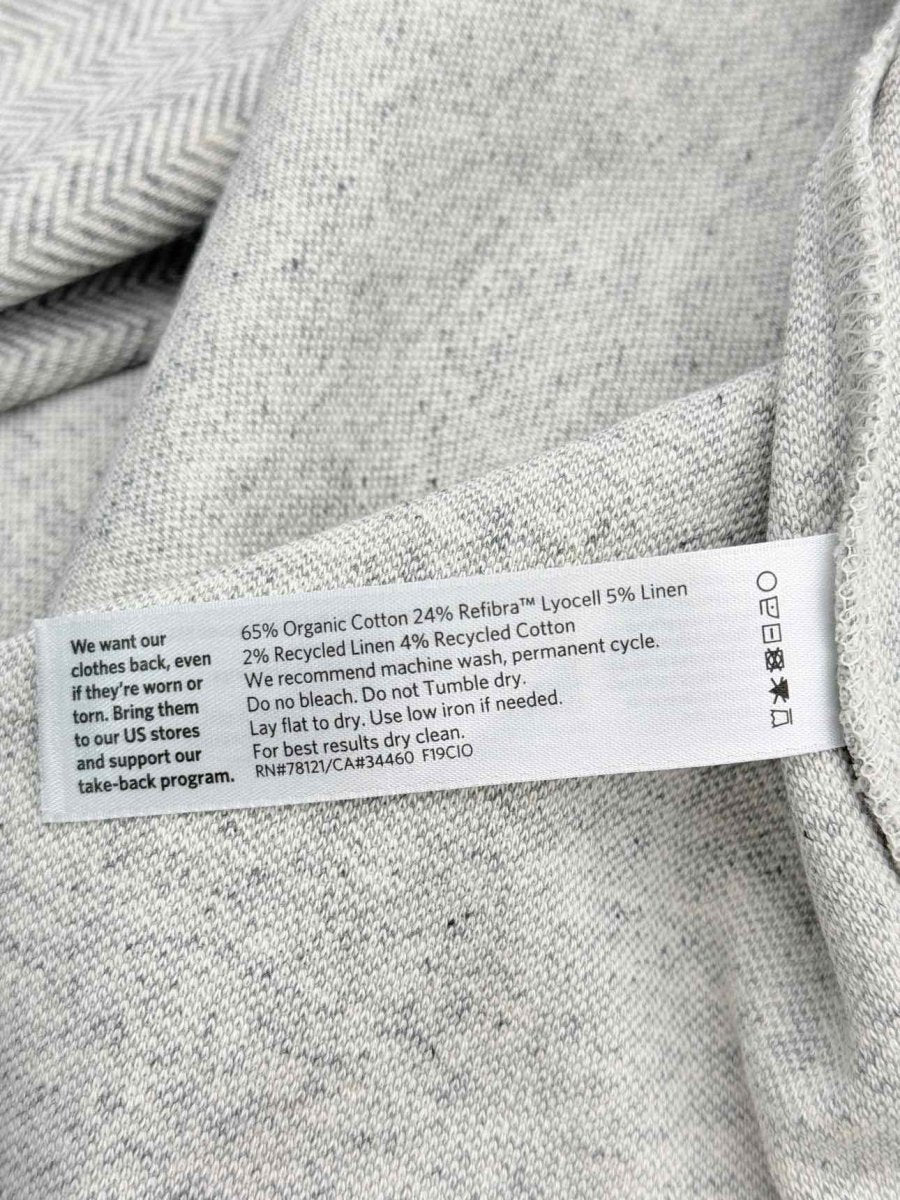 We want our
clothes back, even
if they're worn or
torn. Bring them
to our US stores
and support our
take-back program.
65% Organic Cotton 24% Refibra™ Lyocell 5% Linen
2% Recycled Linen 4% Recycled Cotton
We recommend machine wash, permanent cycle.
Do no bleach. Do not Tumble dry.
Lay flat to dry. Use low iron if needed.
For best results dry clean.
RN#78121/CA#34460 F19CIO